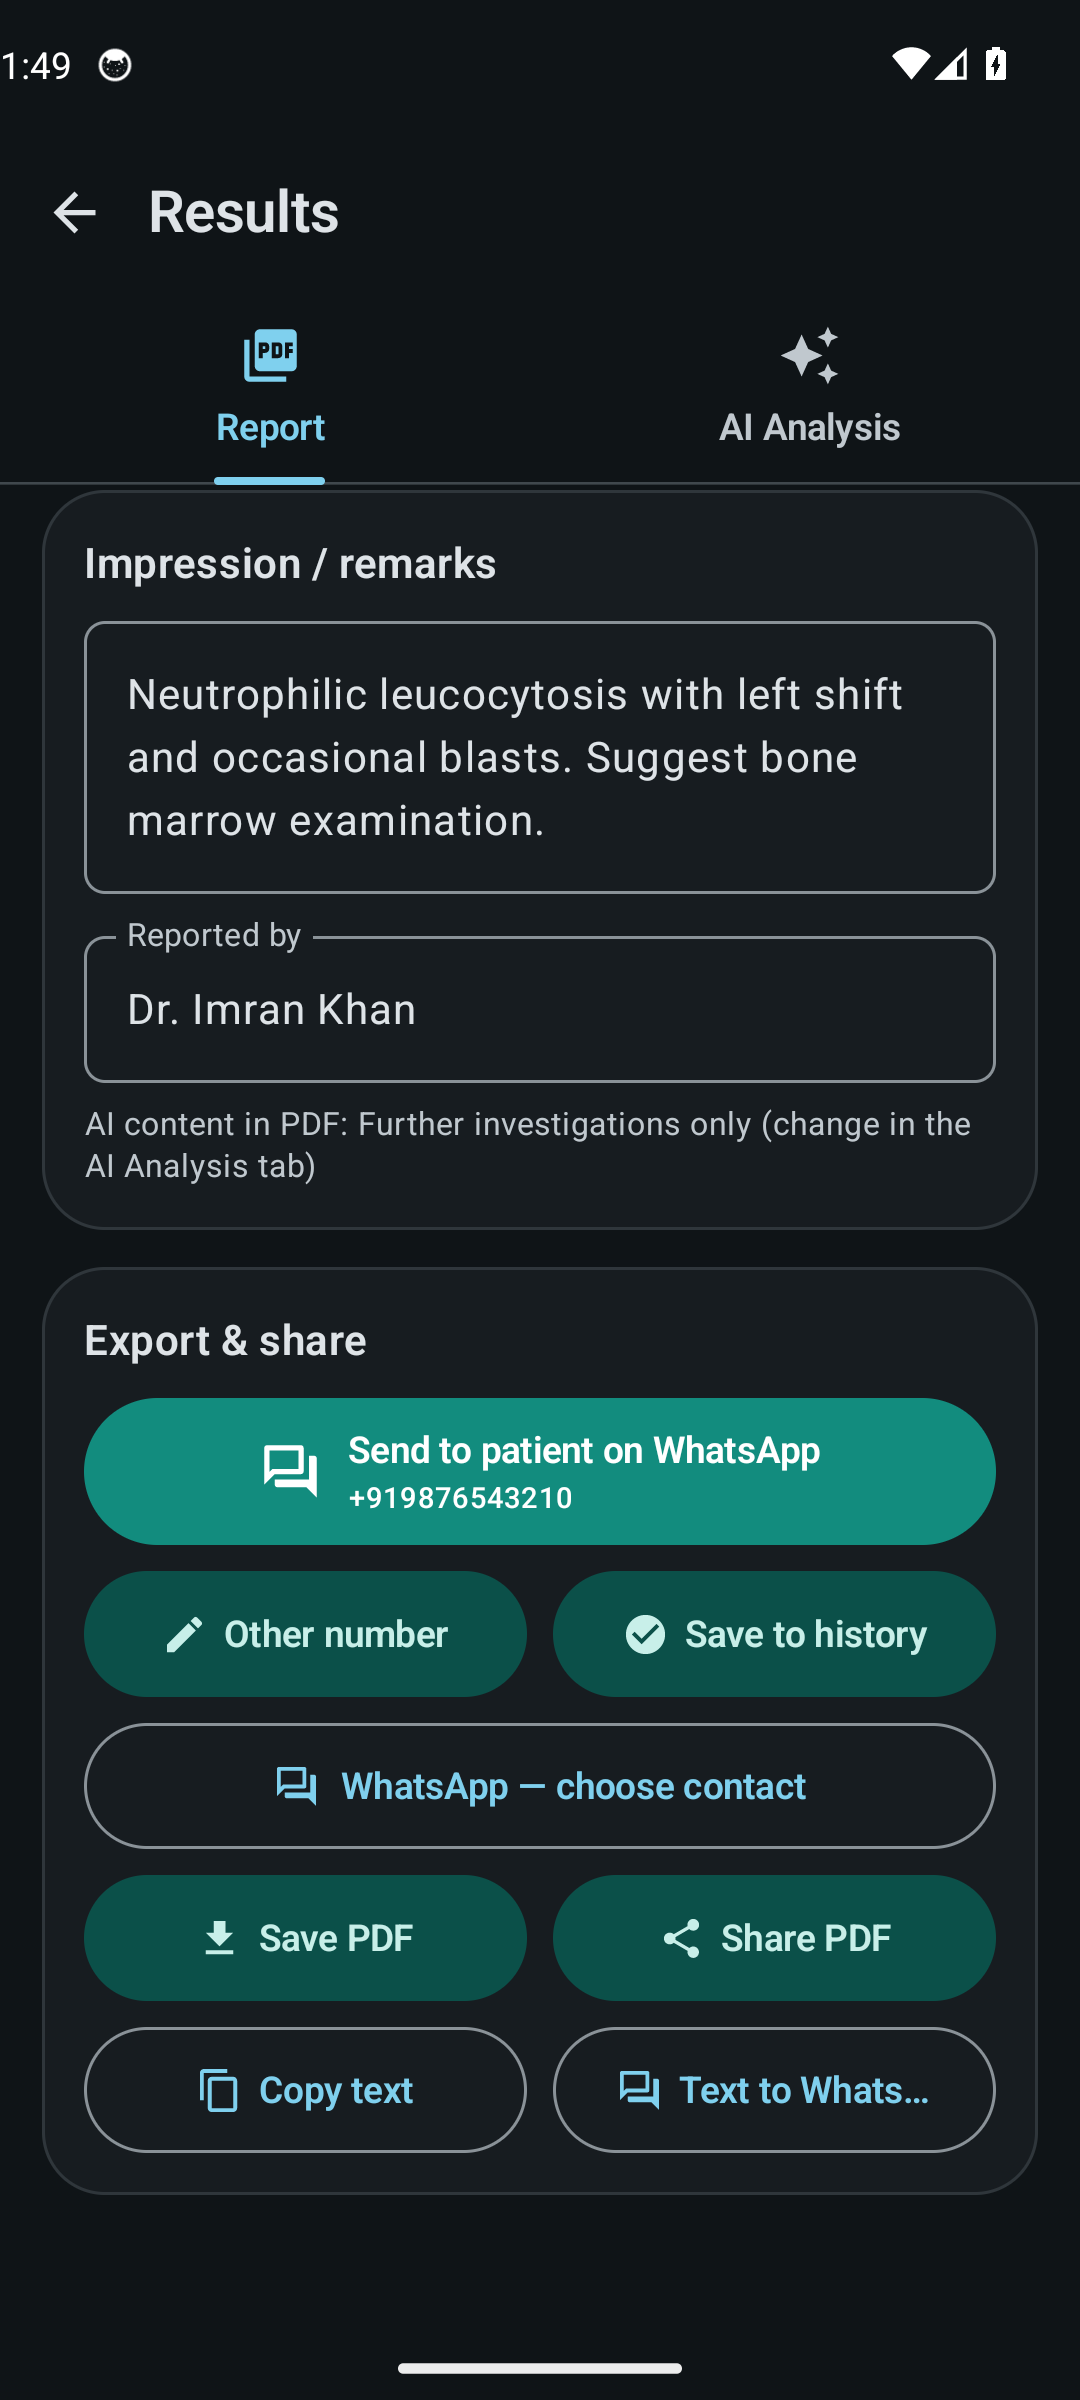 1:49
Results
PDF
Report
AI Analysis
Impression / remarks
Neutrophilic leucocytosis with left shift
and occasional blasts. Suggest bone
marrow examination.
Reported by
Dr. Imran Khan
AI content in PDF: Further investigations only (change in the
AI Analysis tab)
Export & share
Send to patient on WhatsApp
+919876543210
Other number
Save to history
WhatsApp — choose contact
Save PDF
Share PDF
Copy text
Text to Whats...